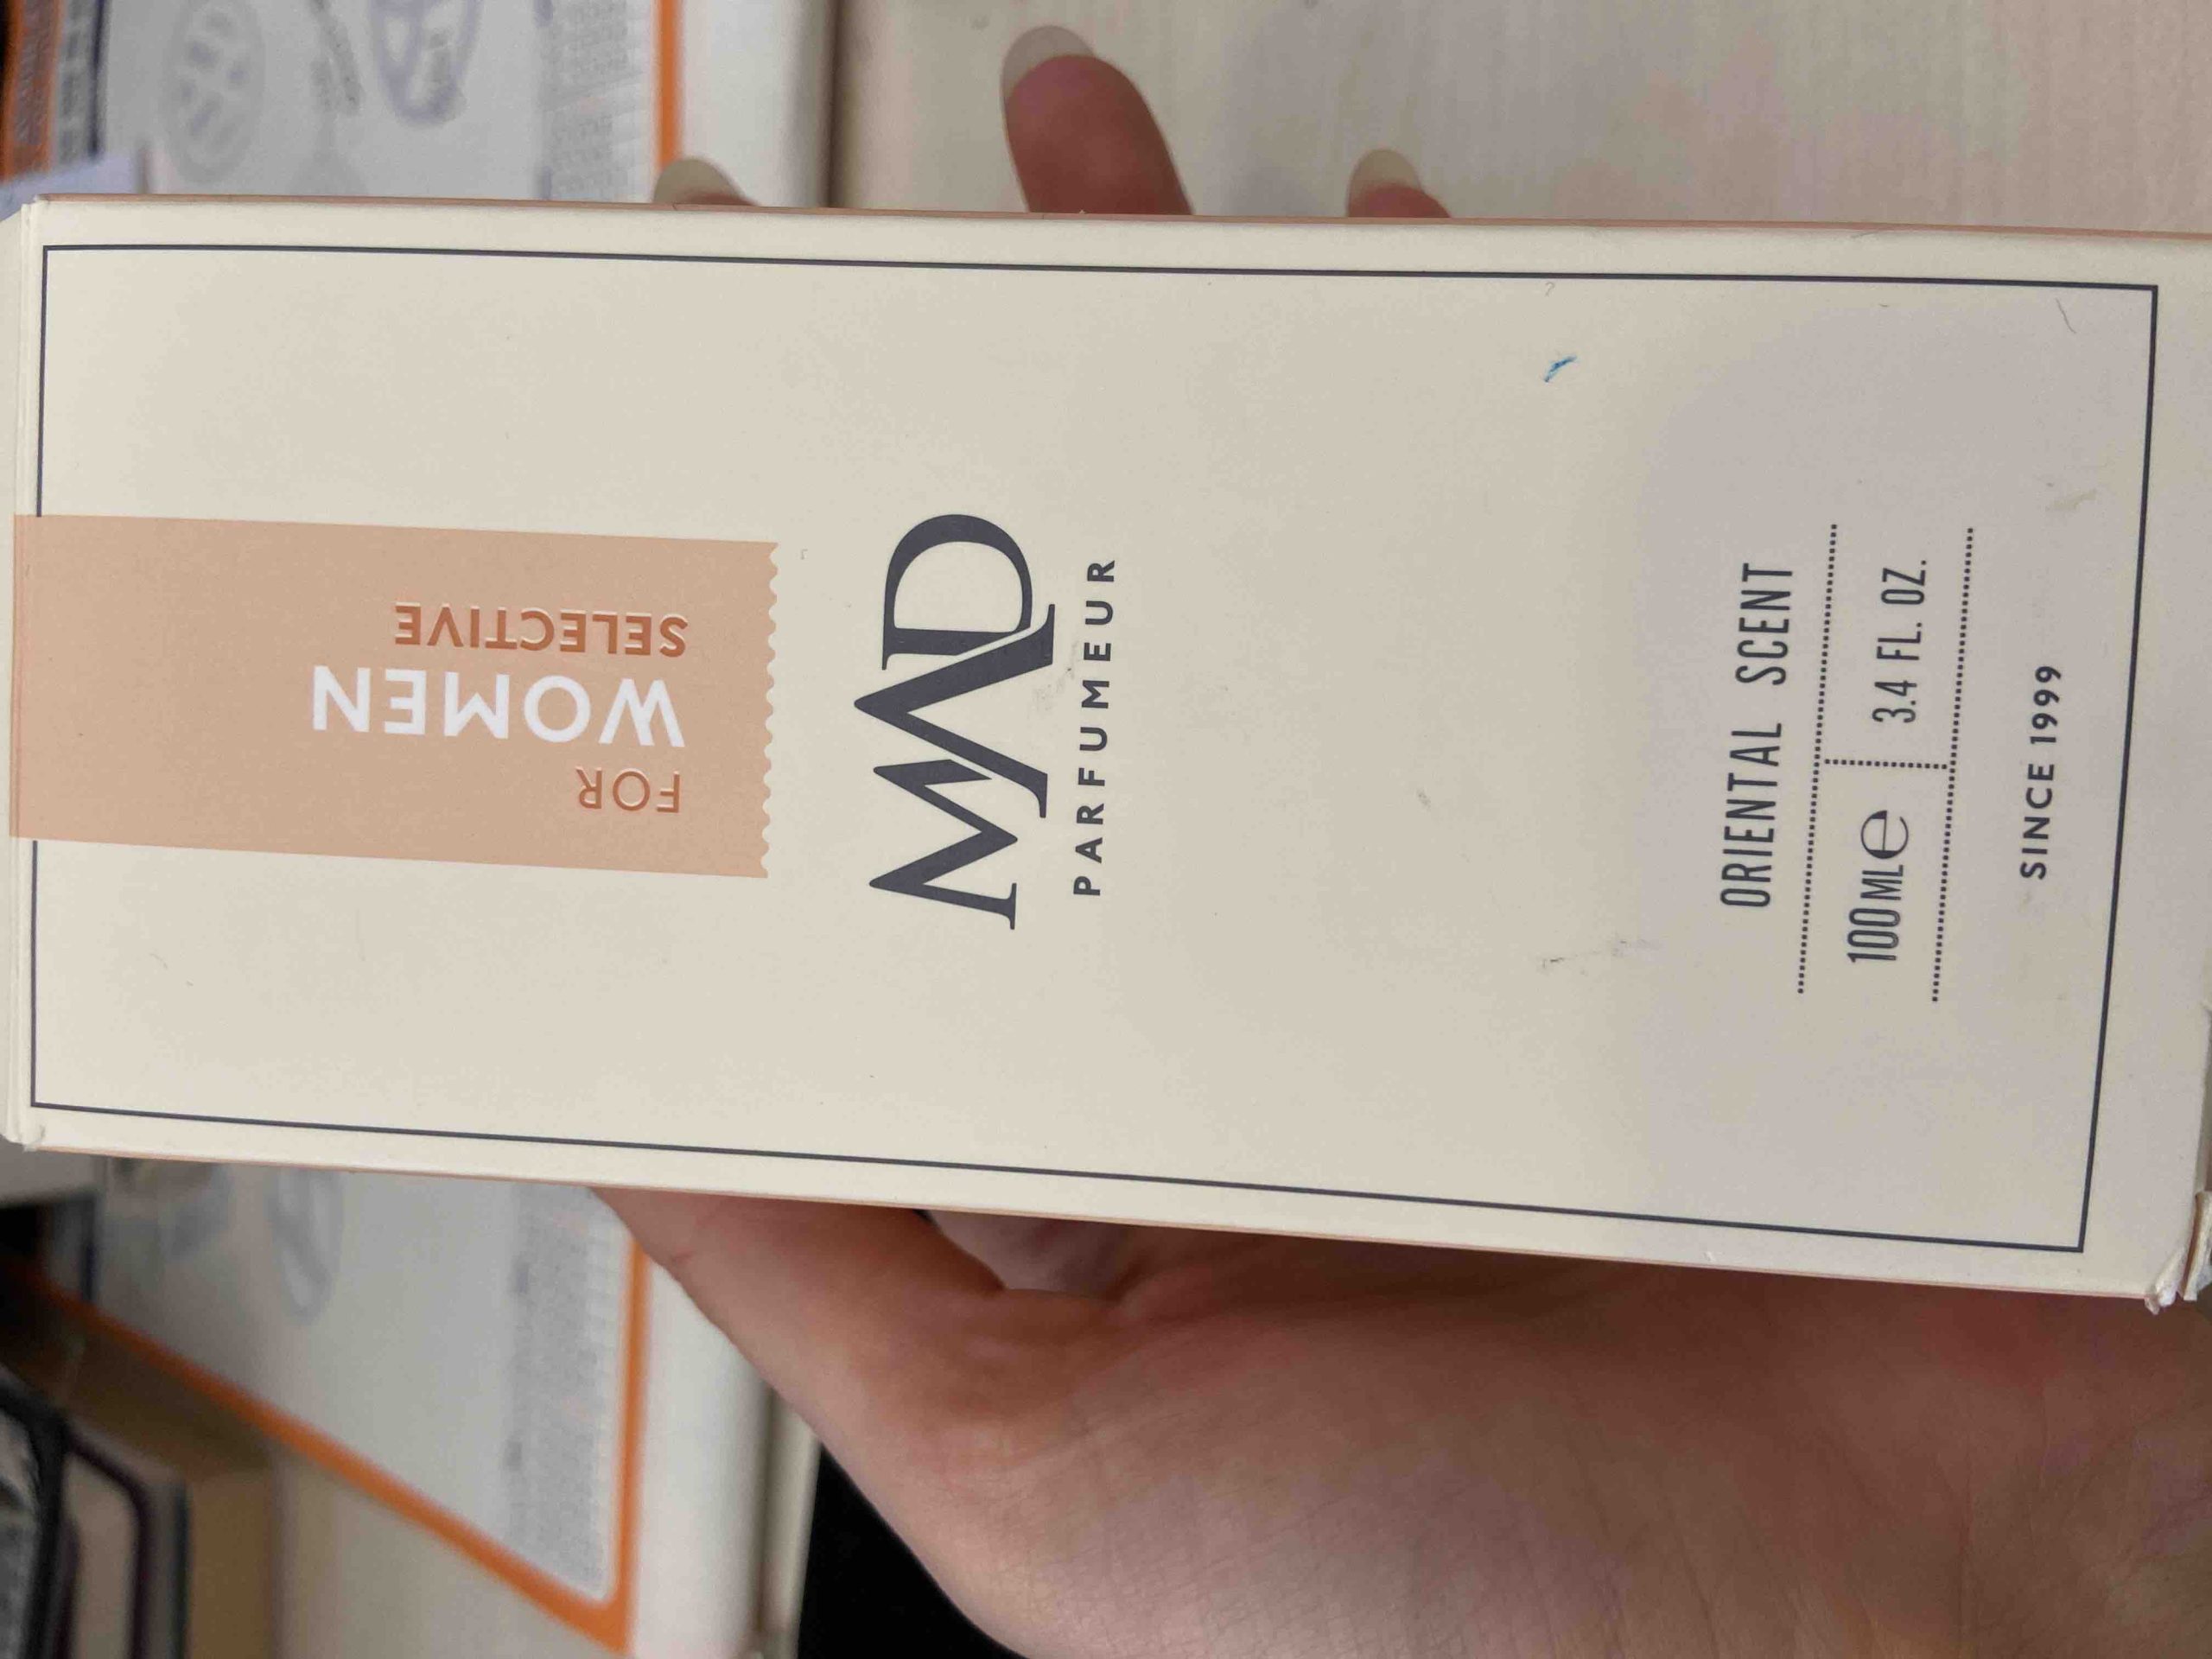 FOR
WOMEN
SELECTIVE
MAD
PARFUMEUR
ORIENTAL SCENT
100ML℮ 3.4 FL. OZ.
SINCE 1999